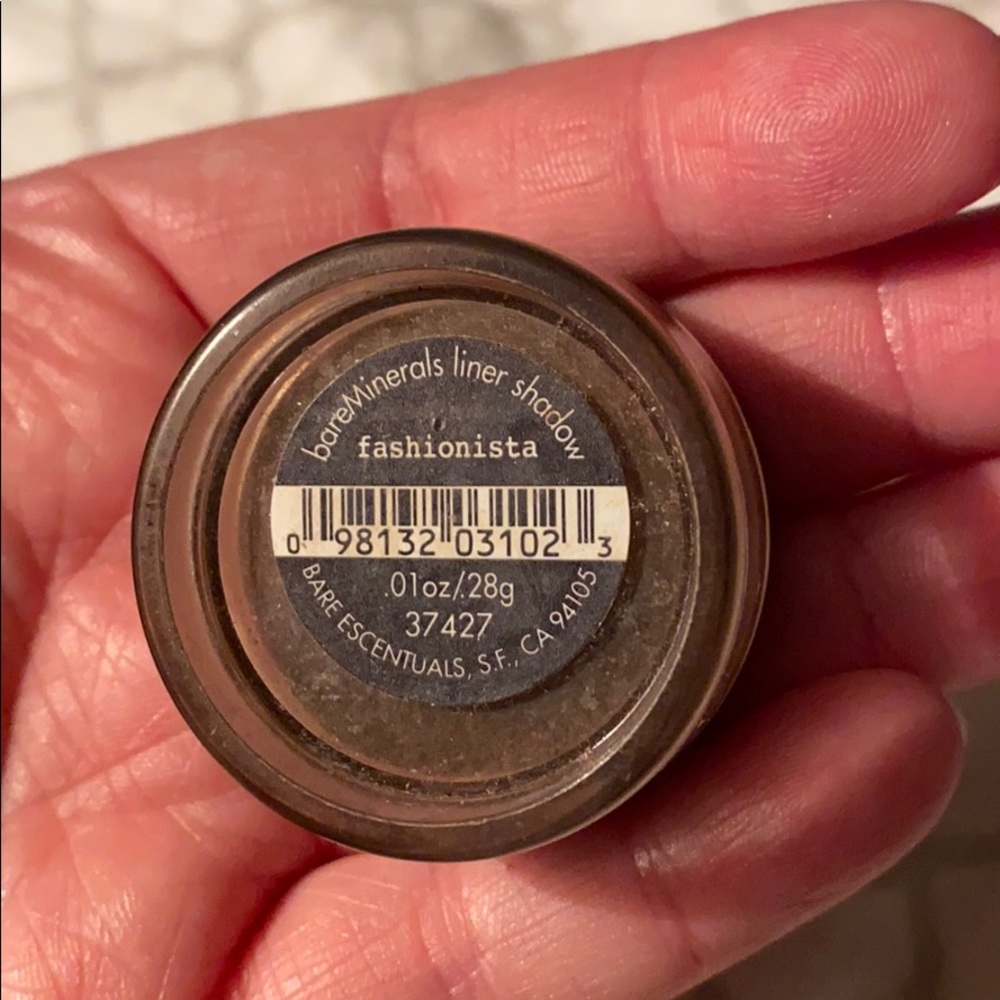 bareMinerals liner shadow
fashionista
0 98132 03102 3
.01oz/.28g
37427
BARE ESCENTUALS, S.F., CA 94105